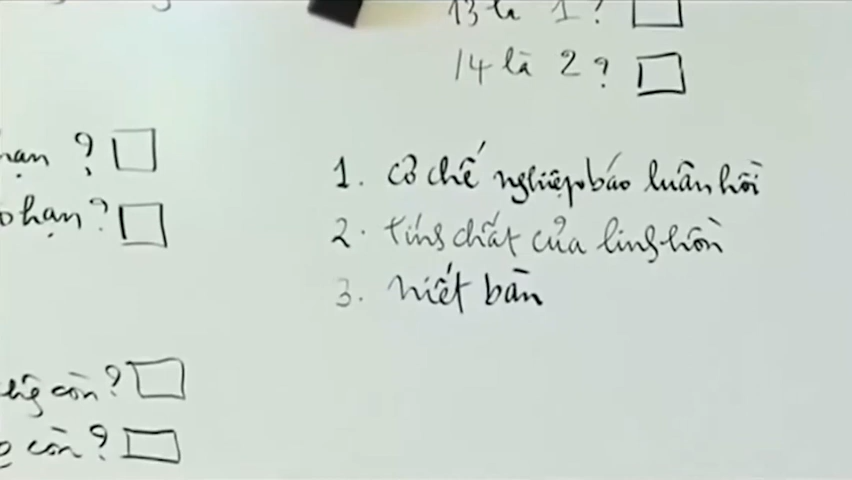 13 là 1?
14 là 2?
hạn?
hạn?
1. cơ chế nghiệp báo luân hồi
2. tính chất của linh hồn
3. niết bàn
còn?
còn?